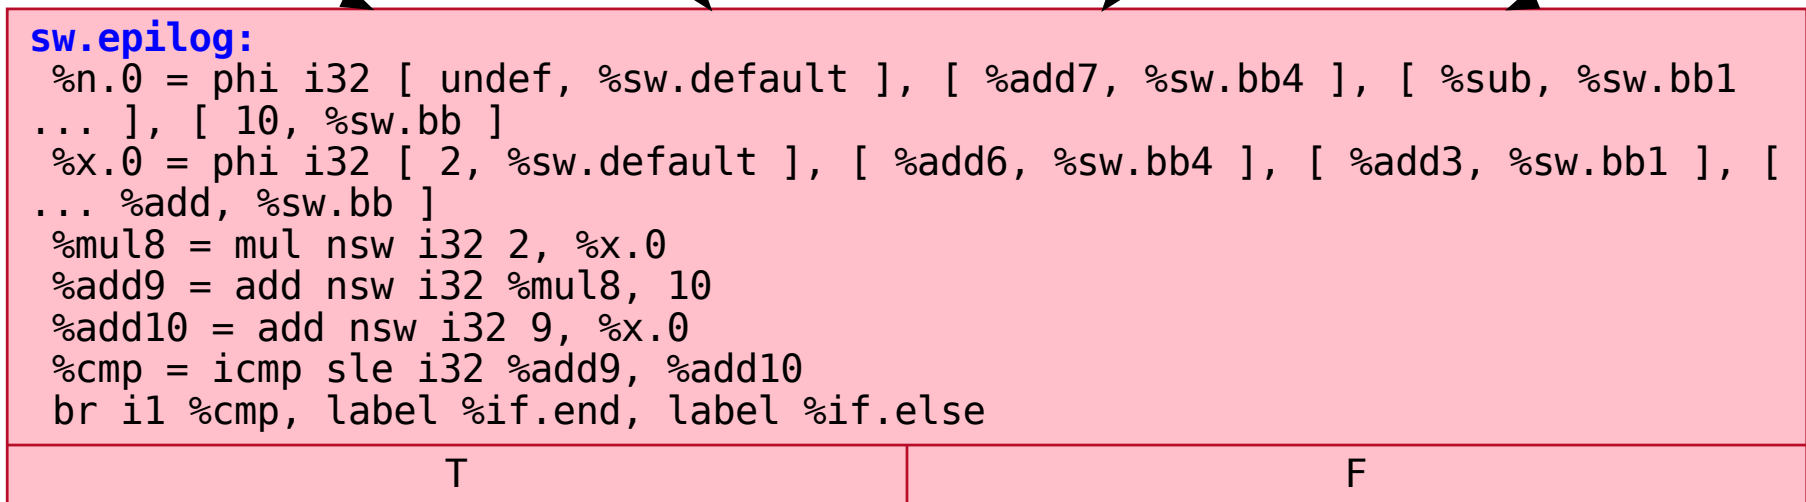 sw.epilog:
%n.0 = phi i32 [ undef, %sw.default ], [ %add7, %sw.bb4 ], [ %sub, %sw.bb1
... ], [ 10, %sw.bb ]
%x.0 = phi i32 [ 2, %sw.default ], [ %add6, %sw.bb4 ], [ %add3, %sw.bb1 ], [
... %add, %sw.bb ]
%mul8 = mul nsw i32 2, %x.0
%add9 = add nsw i32 %mul8, 10
%add10 = add nsw i32 9, %x.0
%cmp = icmp sle i32 %add9, %add10
br i1 %cmp, label %if.end, label %if.else
T
F